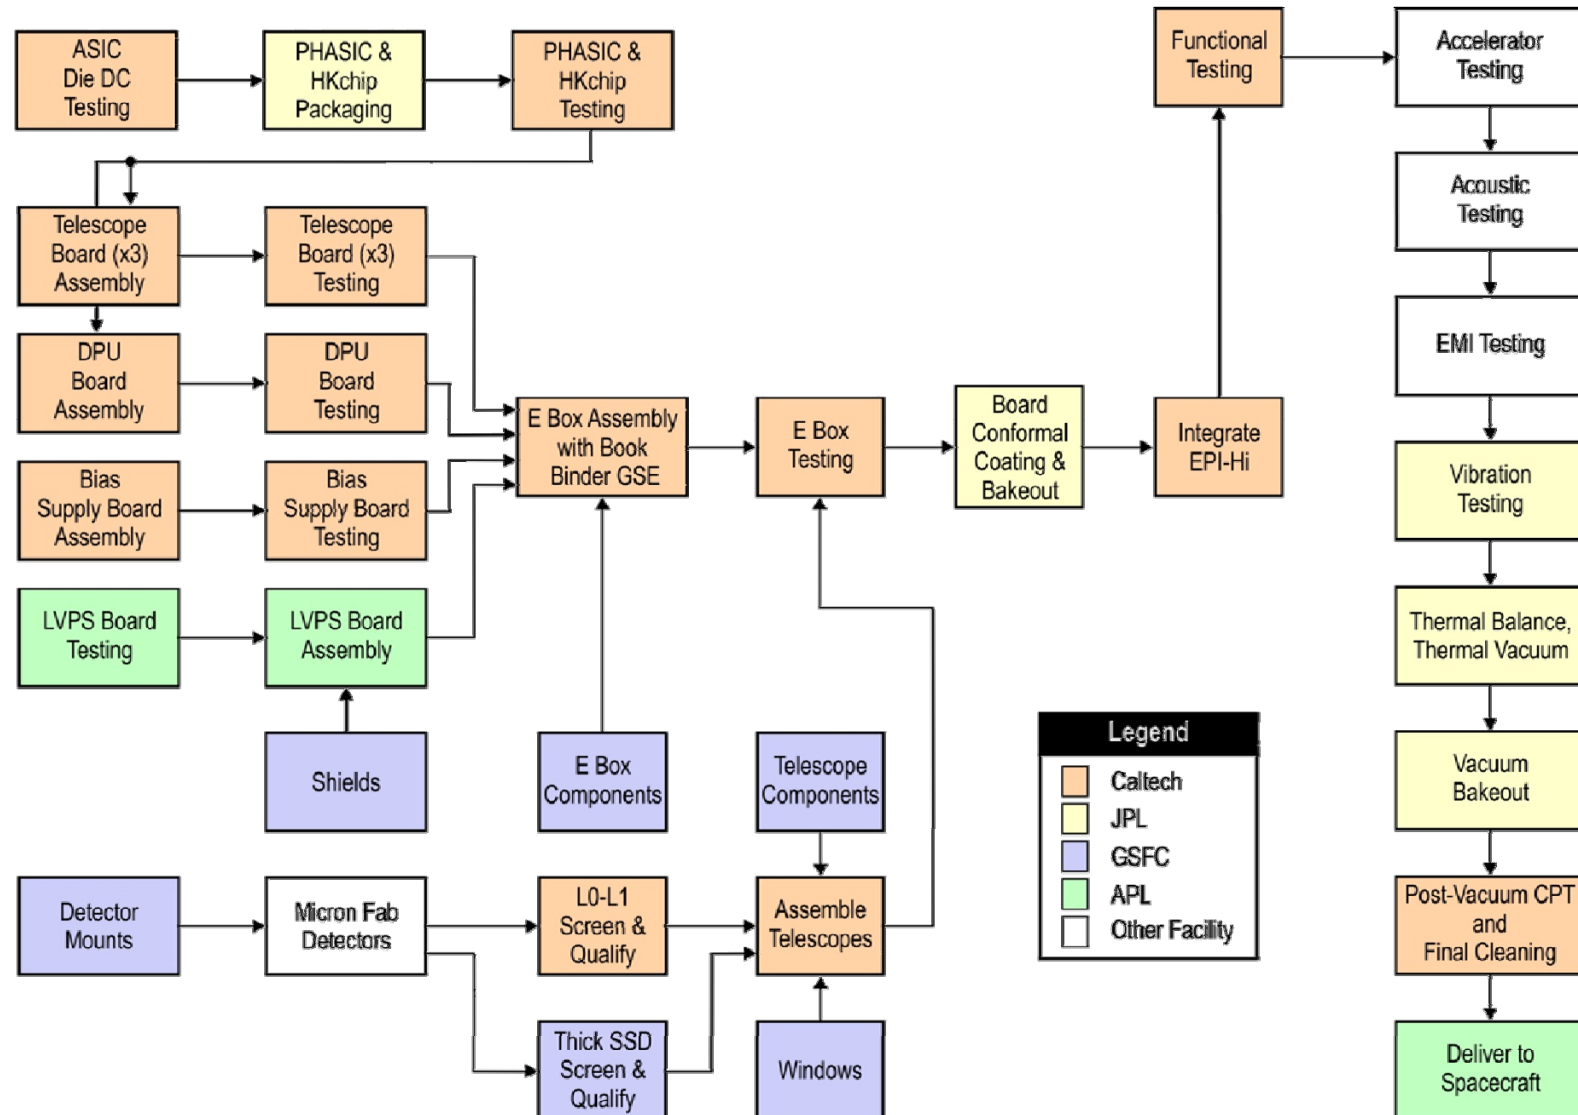 ASIC
Die DC
Testing
PHASIC &
HKchip
Packaging
PHASIC &
HKchip
Testing
Functional
Testing
Accelerator
Testing
Acoustic
Testing
Telescope
Board (x3)
Assembly
Telescope
Board (x3)
Testing
EMI Testing
DPU
Board
Assembly
DPU
Board
Testing
E Box Assembly
with Book
Binder GSE
E Box
Testing
Board
Conformal
Coating &
Bakeout
Integrate
EPI-Hi
Vibration
Testing
Bias
Supply Board
Assembly
Bias
Supply Board
Testing
LVPS Board
Testing
LVPS Board
Assembly
Thermal Balance,
Thermal Vacuum
Shields
E Box
Components
Telescope
Components
Legend
Caltech
JPL
GSFC
APL
Other Facility
Vacuum
Bakeout
Detector
Mounts
Micron Fab
Detectors
L0-L1
Screen &
Qualify
Assemble
Telescopes
Post-Vacuum CPT
and
Final Cleaning
Thick SSD
Screen &
Qualify
Windows
Deliver to
Spacecraft